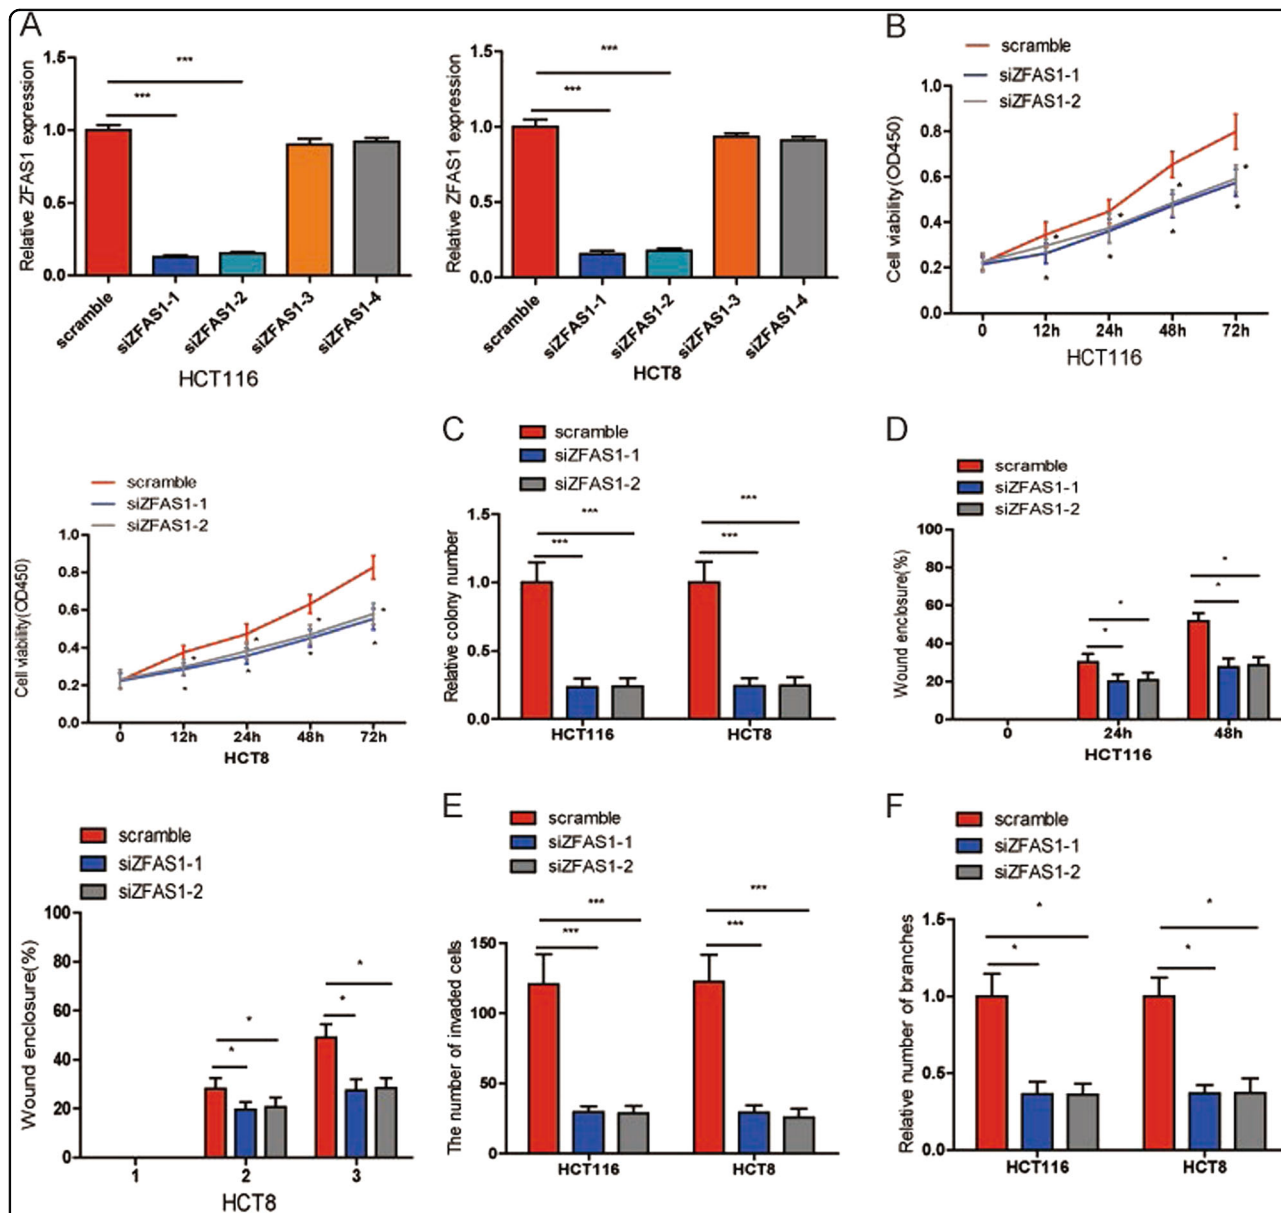 A
Relative ZFAS1 expression
1.5
1.0
0.5
0.0
***
***
scramble
siZFAS1-1
siZFAS1-2
siZFAS1-3
siZFAS1-4
HCT116
Relative ZFAS1 expression
1.5
1.0
0.5
0.0
***
***
scramble
siZFAS1-1
siZFAS1-2
siZFAS1-3
siZFAS1-4
HCT8
B
scramble
siZFAS1-1
siZFAS1-2
Cell viability(OD450)
1.0
0.8
0.6
0.4
0.2
0.0
* * * *
* * * *
0 12h 24h 48h 72h
HCT116
scramble
siZFAS1-1
siZFAS1-2
Cell viability(OD450)
1.0
0.8
0.6
0.4
0.2
0.0
* * * *
* * * *
0 12h 24h 48h 72h
HCT8
C
scramble
siZFAS1-1
siZFAS1-2
Relative colony number
1.5
1.0
0.5
0.0
*** ***
*** ***
HCT116 HCT8
D
scramble
siZFAS1-1
siZFAS1-2
Wound enclosure(%)
100
80
60
40
20
0
* *
* *
0 24h 48h
HCT116
scramble
siZFAS1-1
siZFAS1-2
Wound enclosure(%)
100
80
60
40
20
0
* *
* *
1 2 3
HCT8
E
scramble
siZFAS1-1
siZFAS1-2
The number of invaded cells
150
100
50
0
*** ***
*** ***
HCT116 HCT8
F
scramble
siZFAS1-1
siZFAS1-2
Relative number of branches
1.5
1.0
0.5
0.0
* *
* *
HCT116 HCT8